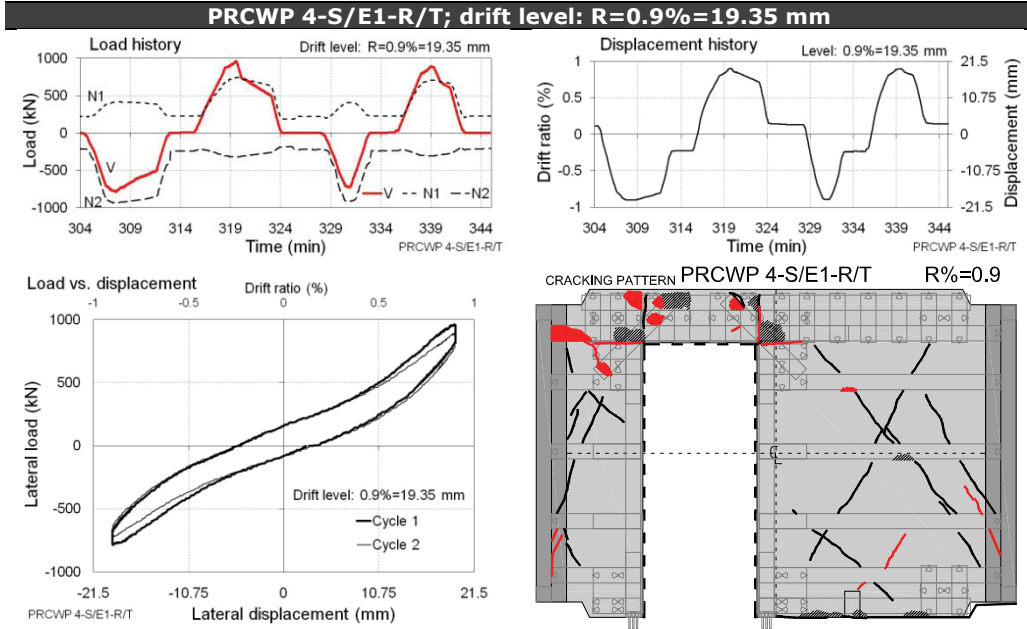 PRCWP 4-S/E1-R/T; drift level: R=0.9%=19.35 mm
Load history
Drift level: R=0.9%=19.35 mm
1000
500
0
-500
-1000
Load (kN)
N1
V
N2
V N1 N2
304 309 314 319 324 329 334 339 344
Time (min)
PRCWP 4-S/E1-R/T
Displacement history
Level: 0.9%=19.35 mm
1
0.5
0
-0.5
-1
Drift ratio (%)
21.5
10.75
0
-10.75
-21.5
Displacement (mm)
304 309 314 319 324 329 334 339 344
Time (min)
PRCWP 4-S/E1-R/T
Load vs. displacement
Drift ratio (%)
-1 -0.5 0 0.5 1
1000
500
0
-500
-1000
Lateral load (kN)
Drift level: 0.9%=19.35 mm
Cycle 1
Cycle 2
-21.5 -10.75 0 10.75 21.5
PRCWP 4-S/E1-R/T
Lateral displacement (mm)
CRACKING PATTERN PRCWP 4-S/E1-R/T R%=0.9